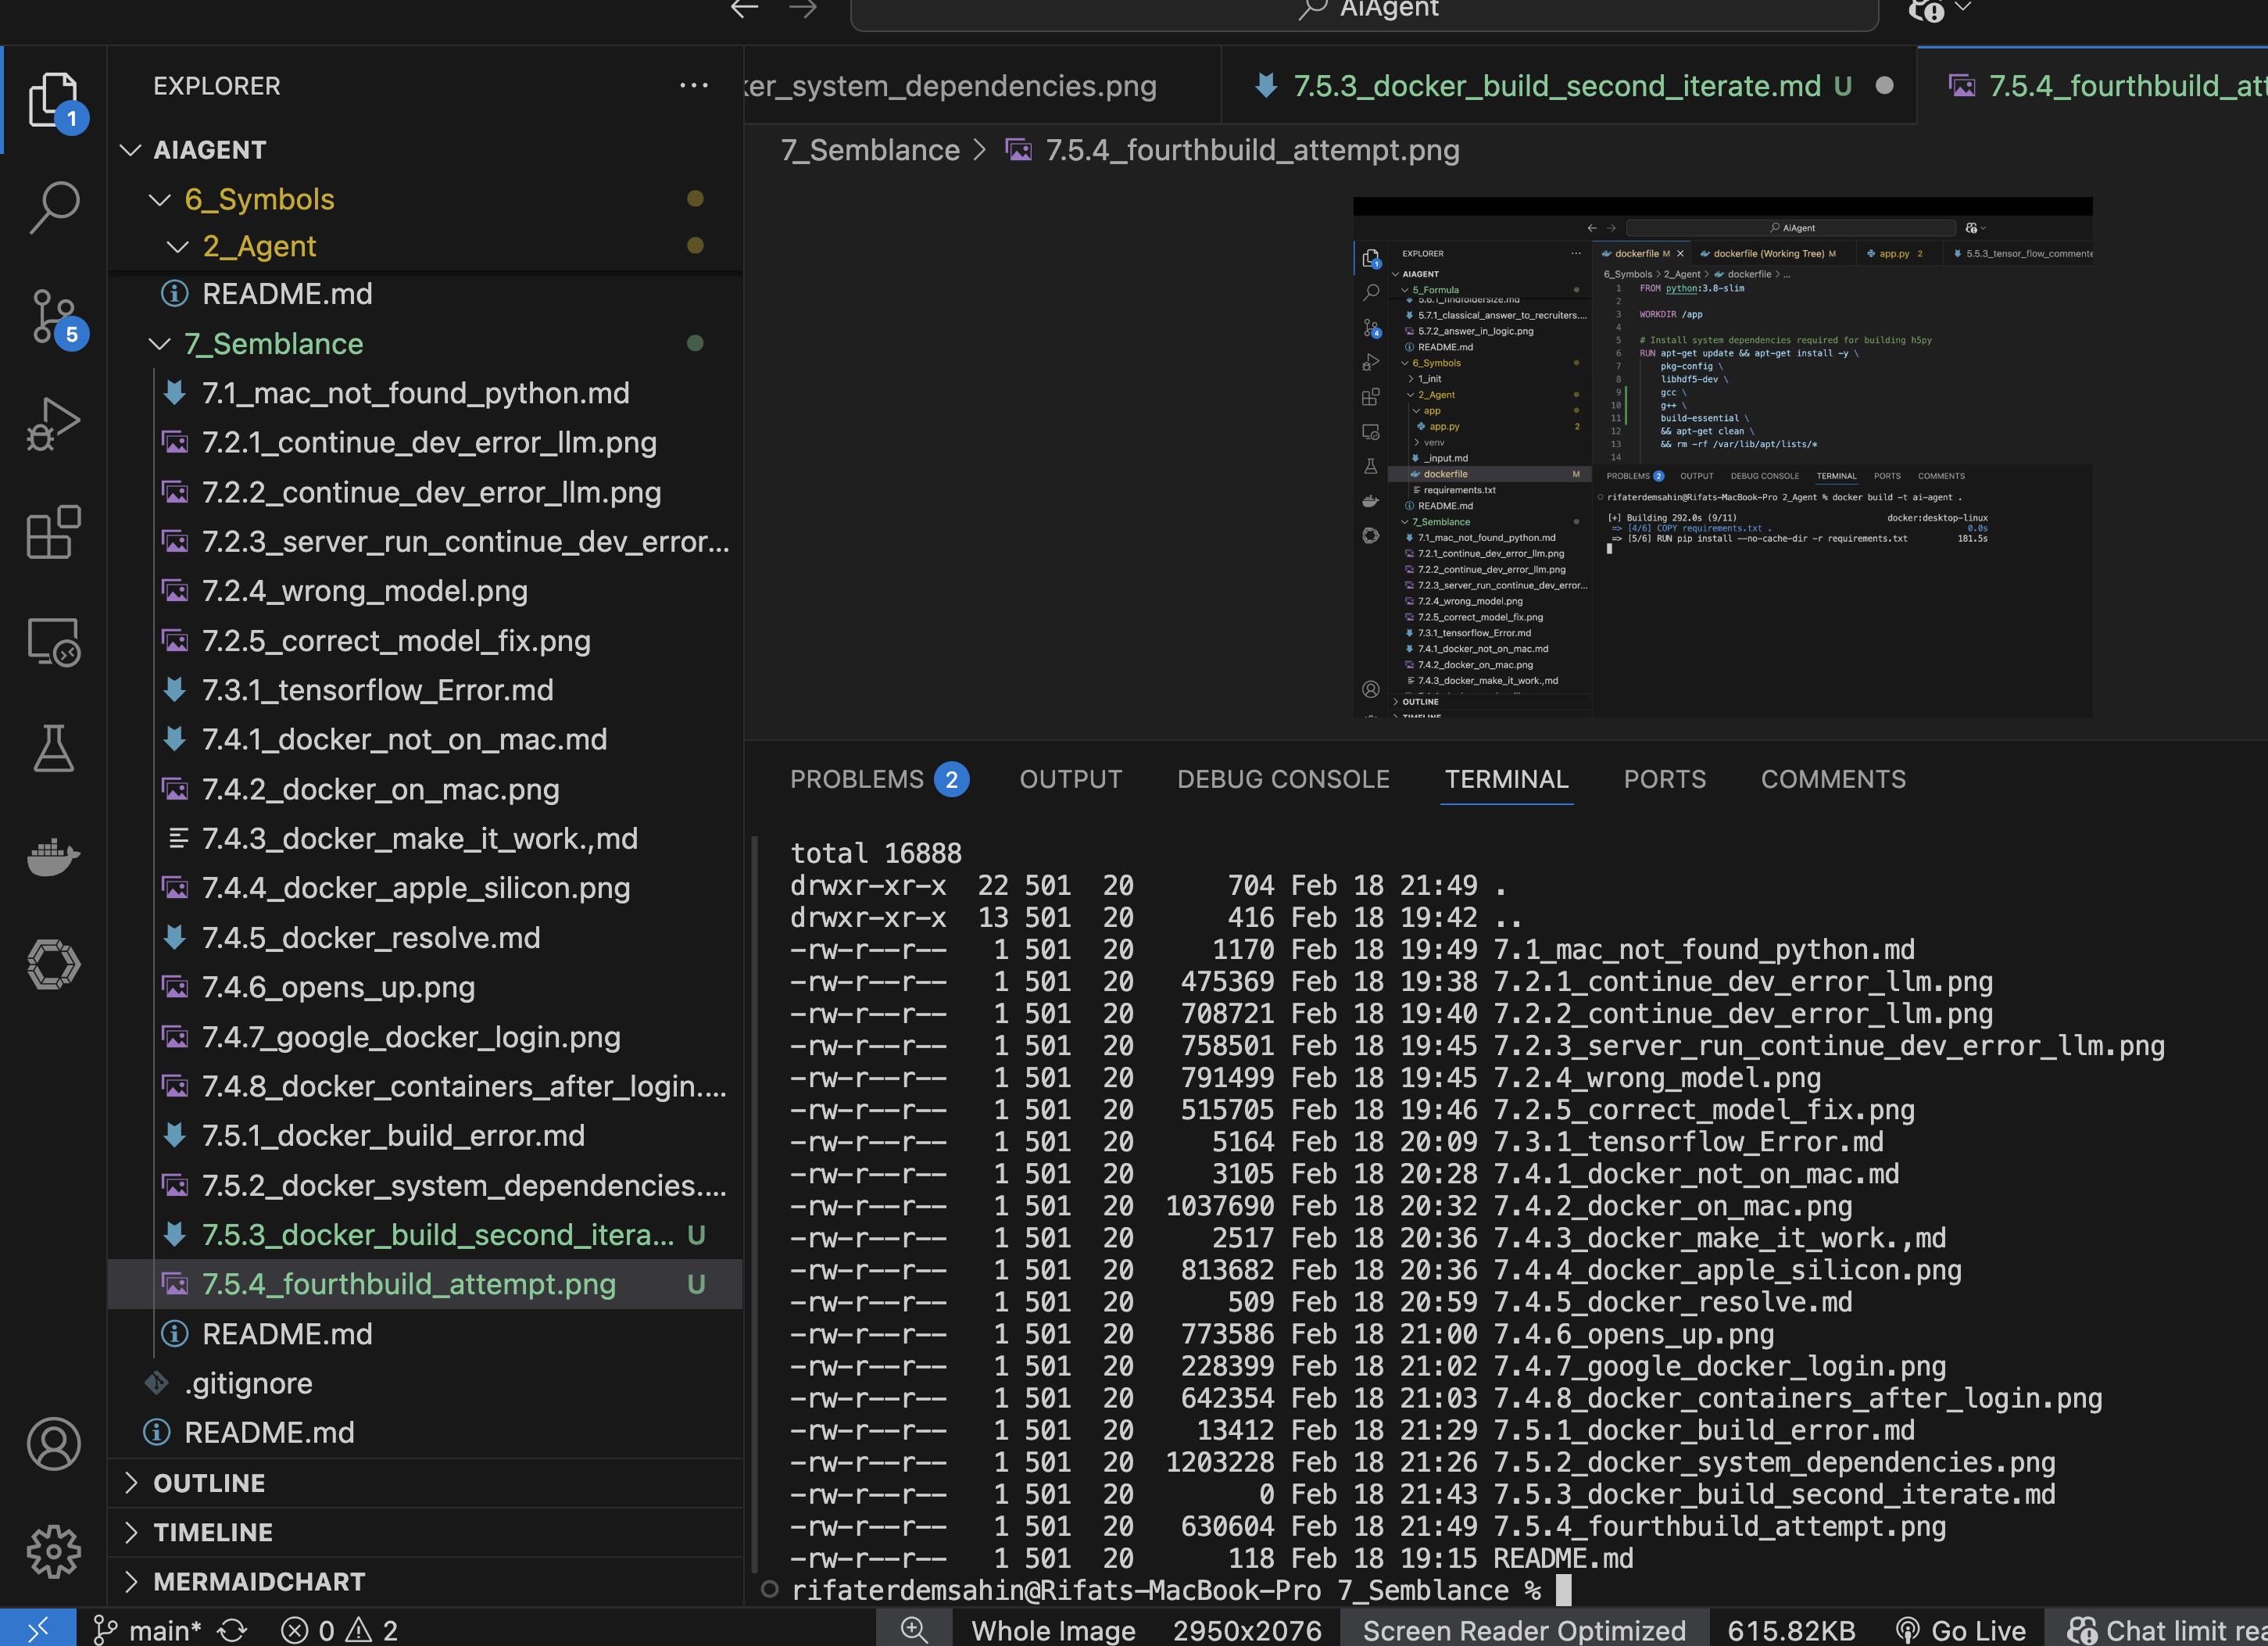 AiAgent
EXPLORER
AIAGENT
6_Symbols
2_Agent
README.md
7_Semblance
7.1_mac_not_found_python.md
7.2.1_continue_dev_error_llm.png
7.2.2_continue_dev_error_llm.png
7.2.3_server_run_continue_dev_error...
7.2.4_wrong_model.png
7.2.5_correct_model_fix.png
7.3.1_tensorflow_Error.md
7.4.1_docker_not_on_mac.md
7.4.2_docker_on_mac.png
7.4.3_docker_make_it_work.,md
7.4.4_docker_apple_silicon.png
7.4.5_docker_resolve.md
7.4.6_opens_up.png
7.4.7_google_docker_login.png
7.4.8_docker_containers_after_login....
7.5.1_docker_build_error.md
7.5.2_docker_system_dependencies....
7.5.3_docker_build_second_itera... U
7.5.4_fourthbuild_attempt.png U
README.md
.gitignore
README.md
OUTLINE
TIMELINE
MERMAIDCHART
1
5
ker_system_dependencies.png
7.5.3_docker_build_second_iterate.md U
7.5.4_fourthbuild_att
7_Semblance > 7.5.4_fourthbuild_attempt.png
AiAgent
EXPLORER
AIAGENT
5_Formula
5.6.1_findfoldersize.md
5.7.1_classical_answer_to_recruiters....
5.7.2_answer_in_logic.png
README.md
6_Symbols
1_init
2_Agent
app
app.py 2
venv
_input.md
dockerfile M
requirements.txt
README.md
7_Semblance
7.1_mac_not_found_python.md
7.2.1_continue_dev_error_llm.png
7.2.2_continue_dev_error_llm.png
7.2.3_server_run_continue_dev_error...
7.2.4_wrong_model.png
7.2.5_correct_model_fix.png
7.3.1_tensorflow_Error.md
7.4.1_docker_not_on_mac.md
7.4.2_docker_on_mac.png
7.4.3_docker_make_it_work.,md
OUTLINE
TIMELINE
1
4
dockerfile M
dockerfile (Working Tree) M
app.py 2
5.5.3_tensor_flow_commente
6_Symbols > 2_Agent > dockerfile > ...
1 FROM python:3.8-slim
2
3 WORKDIR /app
4
5 # Install system dependencies required for building h5py
6 RUN apt-get update && apt-get install -y \
7 pkg-config \
8 libhdf5-dev \
9 gcc \
10 g++ \
11 build-essential \
12 && apt-get clean \
13 && rm -rf /var/lib/apt/lists/*
14
PROBLEMS 2 OUTPUT DEBUG CONSOLE TERMINAL PORTS COMMENTS
rifaterdemsahin@Rifats-MacBook-Pro 2_Agent % docker build -t ai-agent .
[+] Building 292.0s (9/11) docker:desktop-linux
=> [4/6] COPY requirements.txt . 0.0s
=> [5/6] RUN pip install --no-cache-dir -r requirements.txt 181.5s
PROBLEMS 2 OUTPUT DEBUG CONSOLE TERMINAL PORTS COMMENTS
total 16888
drwxr-xr-x 22 501 20 704 Feb 18 21:49 .
drwxr-xr-x 13 501 20 416 Feb 18 19:42 ..
-rw-r--r-- 1 501 20 1170 Feb 18 19:49 7.1_mac_not_found_python.md
-rw-r--r-- 1 501 20 475369 Feb 18 19:38 7.2.1_continue_dev_error_llm.png
-rw-r--r-- 1 501 20 708721 Feb 18 19:40 7.2.2_continue_dev_error_llm.png
-rw-r--r-- 1 501 20 758501 Feb 18 19:45 7.2.3_server_run_continue_dev_error_llm.png
-rw-r--r-- 1 501 20 791499 Feb 18 19:45 7.2.4_wrong_model.png
-rw-r--r-- 1 501 20 515705 Feb 18 19:46 7.2.5_correct_model_fix.png
-rw-r--r-- 1 501 20 5164 Feb 18 20:09 7.3.1_tensorflow_Error.md
-rw-r--r-- 1 501 20 3105 Feb 18 20:28 7.4.1_docker_not_on_mac.md
-rw-r--r-- 1 501 20 1037690 Feb 18 20:32 7.4.2_docker_on_mac.png
-rw-r--r-- 1 501 20 2517 Feb 18 20:36 7.4.3_docker_make_it_work.,md
-rw-r--r-- 1 501 20 813682 Feb 18 20:36 7.4.4_docker_apple_silicon.png
-rw-r--r-- 1 501 20 509 Feb 18 20:59 7.4.5_docker_resolve.md
-rw-r--r-- 1 501 20 773586 Feb 18 21:00 7.4.6_opens_up.png
-rw-r--r-- 1 501 20 228399 Feb 18 21:02 7.4.7_google_docker_login.png
-rw-r--r-- 1 501 20 642354 Feb 18 21:03 7.4.8_docker_containers_after_login.png
-rw-r--r-- 1 501 20 13412 Feb 18 21:29 7.5.1_docker_build_error.md
-rw-r--r-- 1 501 20 1203228 Feb 18 21:26 7.5.2_docker_system_dependencies.png
-rw-r--r-- 1 501 20 0 Feb 18 21:43 7.5.3_docker_build_second_iterate.md
-rw-r--r-- 1 501 20 630604 Feb 18 21:49 7.5.4_fourthbuild_attempt.png
-rw-r--r-- 1 501 20 118 Feb 18 19:15 README.md
rifaterdemsahin@Rifats-MacBook-Pro 7_Semblance %
main* 0 2 Whole Image 2950x2076 Screen Reader Optimized 615.82KB Go Live Chat limit re